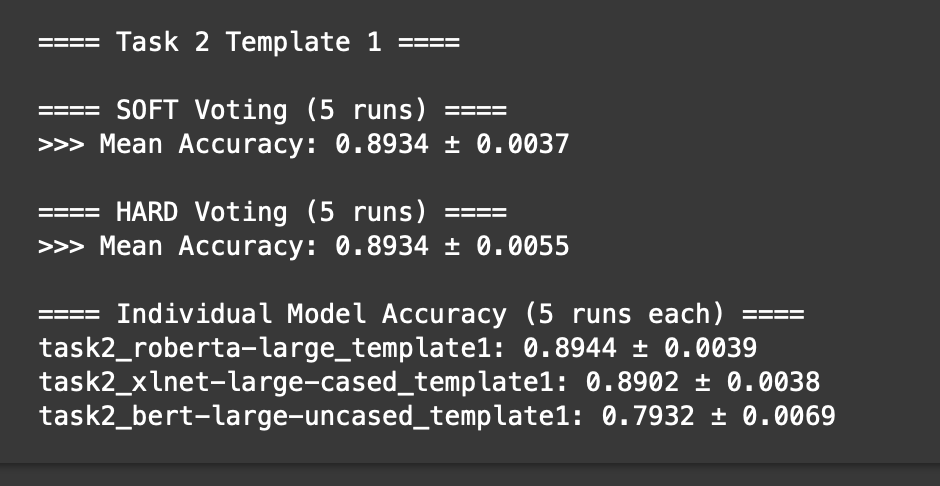 ==== Task 2 Template 1 ====
==== SOFT Voting (5 runs) ====
>>> Mean Accuracy: 0.8934 ± 0.0037
==== HARD Voting (5 runs) ====
>>> Mean Accuracy: 0.8934 ± 0.0055
==== Individual Model Accuracy (5 runs each) ====
task2_roberta-large_template1: 0.8944 ± 0.0039
task2_xlnet-large-cased_template1: 0.8902 ± 0.0038
task2_bert-large-uncased_template1: 0.7932 ± 0.0069